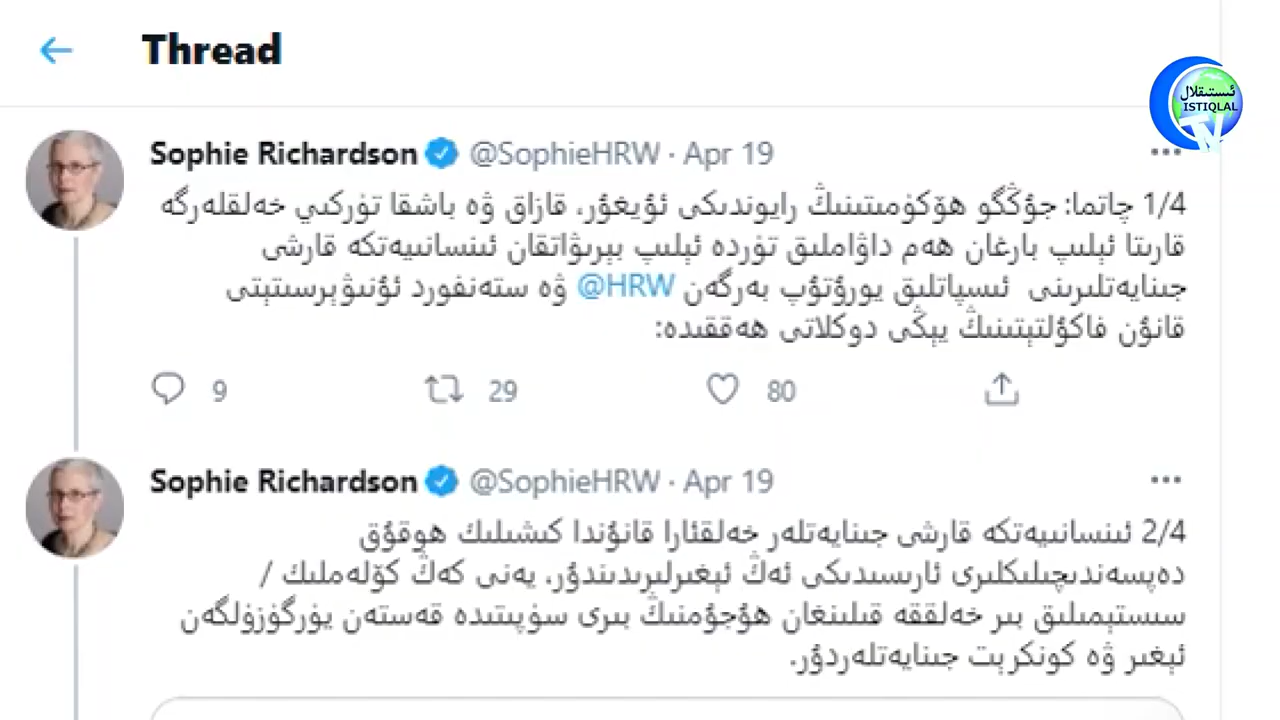 Thread
ئىستىقلال
ISTIQLAL
TV
Sophie Richardson @SophieHRW · Apr 19
1/4 چاتما: جۇڭگو ھۆكۈمىتىنىڭ رايوندىكى ئۇيغۇر، قازاق ۋە باشقا تۈركىي خەلقلەرگە
قارىتا ئېلىپ بارغان ھەم داۋاملىق تۈردە ئېلىپ بېرىۋاتقان ئىنسانىيەتكە قارشى
جىنايەتلىرىنى ئىسپاتلىق يورۇتۇپ بەرگەن @HRW ۋە ستەنفورد ئۇنىۋېرسىتېتى
قانۇن فاكۇلتېتىنىڭ يېڭى دوكلاتى ھەققىدە:
9 29 80
Sophie Richardson @SophieHRW · Apr 19
2/4 ئىنسانىيەتكە قارشى جىنايەتلەر خەلقئارا قانۇندا كىشىلىك ھوقۇق
دەپسەندىچىلىكلىرى ئارىسىدىكى ئەڭ ئېغىرلىرىدىندۇر، يەنى كەڭ كۆلەملىك /
سىستېمىلىق بىر خەلققە قىلىنغان ھۇجۇمنىڭ بىرى سۈپىتىدە قەستەن يۈرگۈزۈلگەن
ئېغىر ۋە كونكرېت جىنايەتلەردۇر.